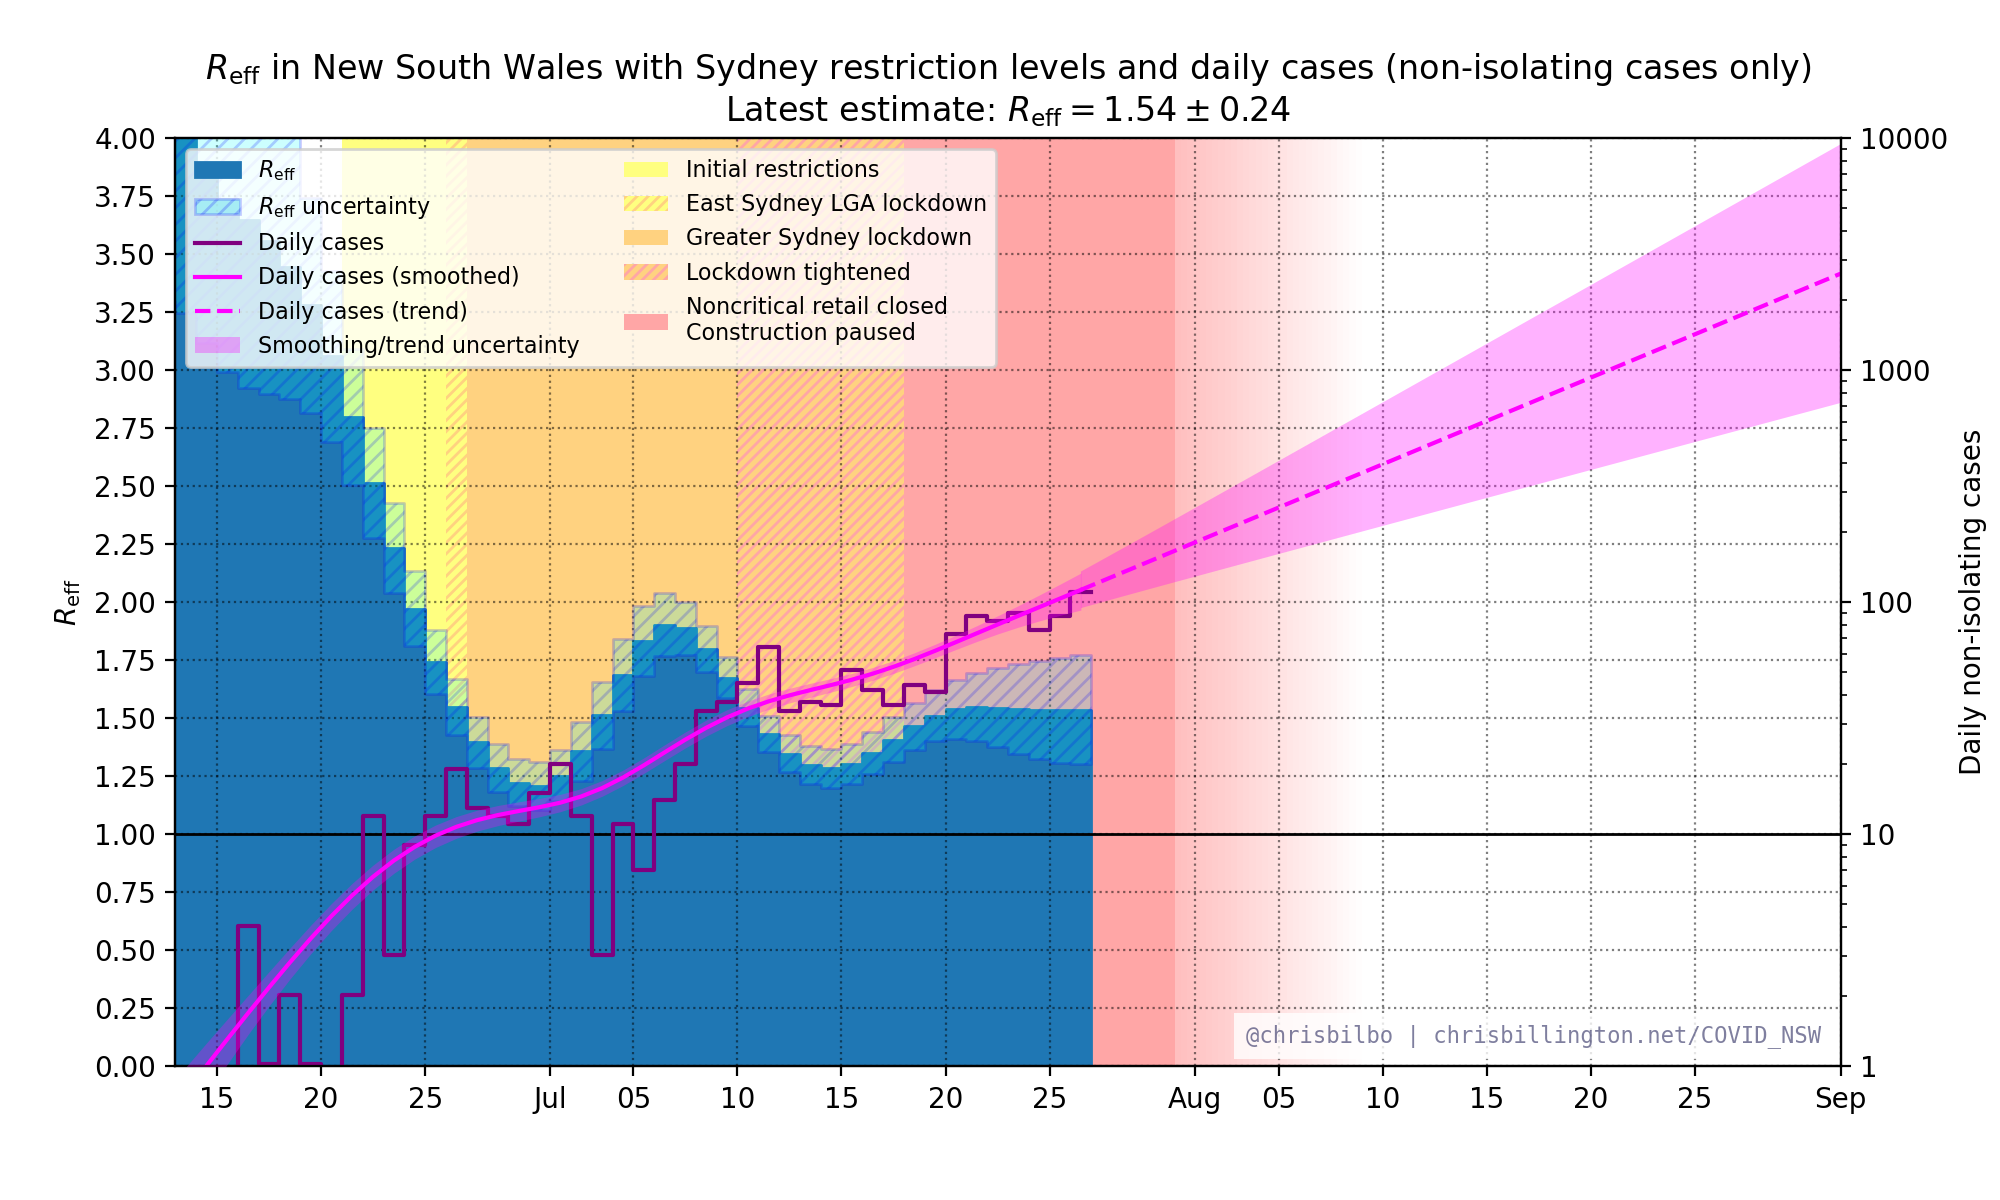 R_eff in New South Wales with Sydney restriction levels and daily cases (non-isolating cases only)
Latest estimate: R_eff = 1.54 ± 0.24
R_eff
R_eff uncertainty
Daily cases
Daily cases (smoothed)
Daily cases (trend)
Smoothing/trend uncertainty
Initial restrictions
East Sydney LGA lockdown
Greater Sydney lockdown
Lockdown tightened
Noncritical retail closed
Construction paused
R_eff
4.00
3.75
3.50
3.25
3.00
2.75
2.50
2.25
2.00
1.75
1.50
1.25
1.00
0.75
0.50
0.25
0.00
10000
1000
100
10
1
Daily non-isolating cases
@chrisbilbo | chrisbillington.net/COVID_NSW
15 20 25 Jul 05 10 15 20 25 Aug 05 10 15 20 25 Sep